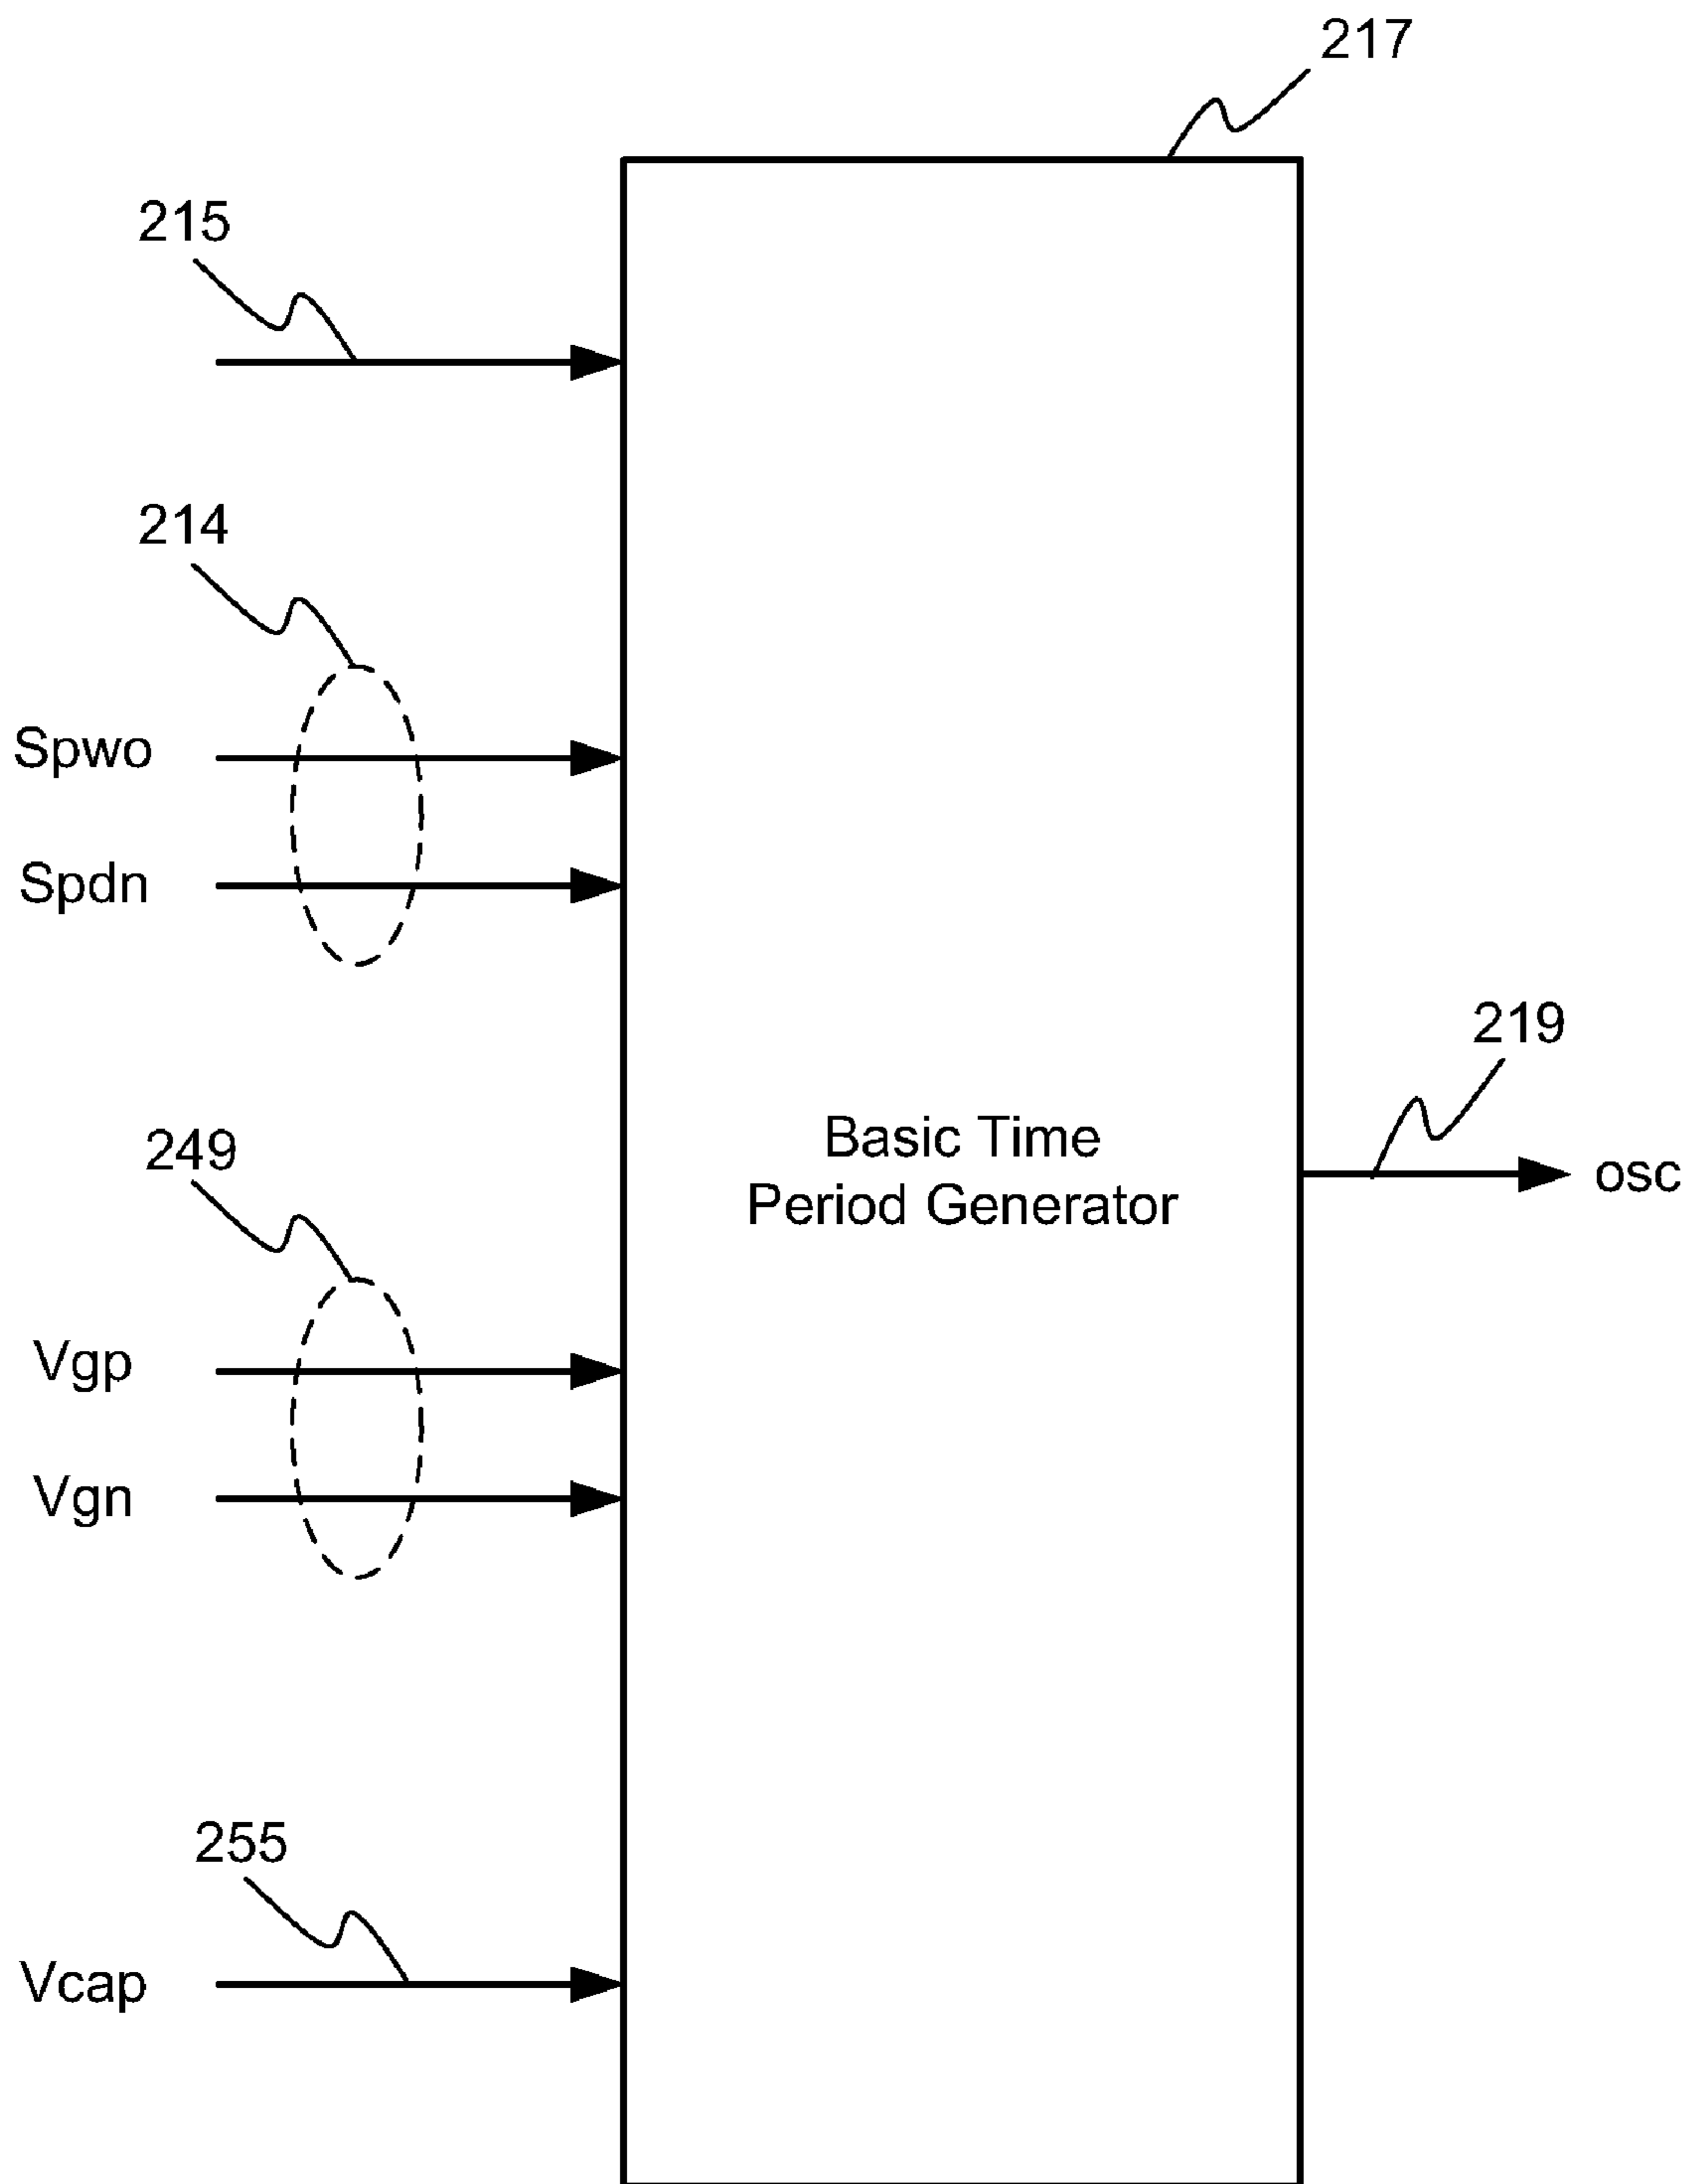 217
215
214
Spwo
Spdn
219
249
Basic Time
Period Generator
osc
Vgp
Vgn
255
Vcap